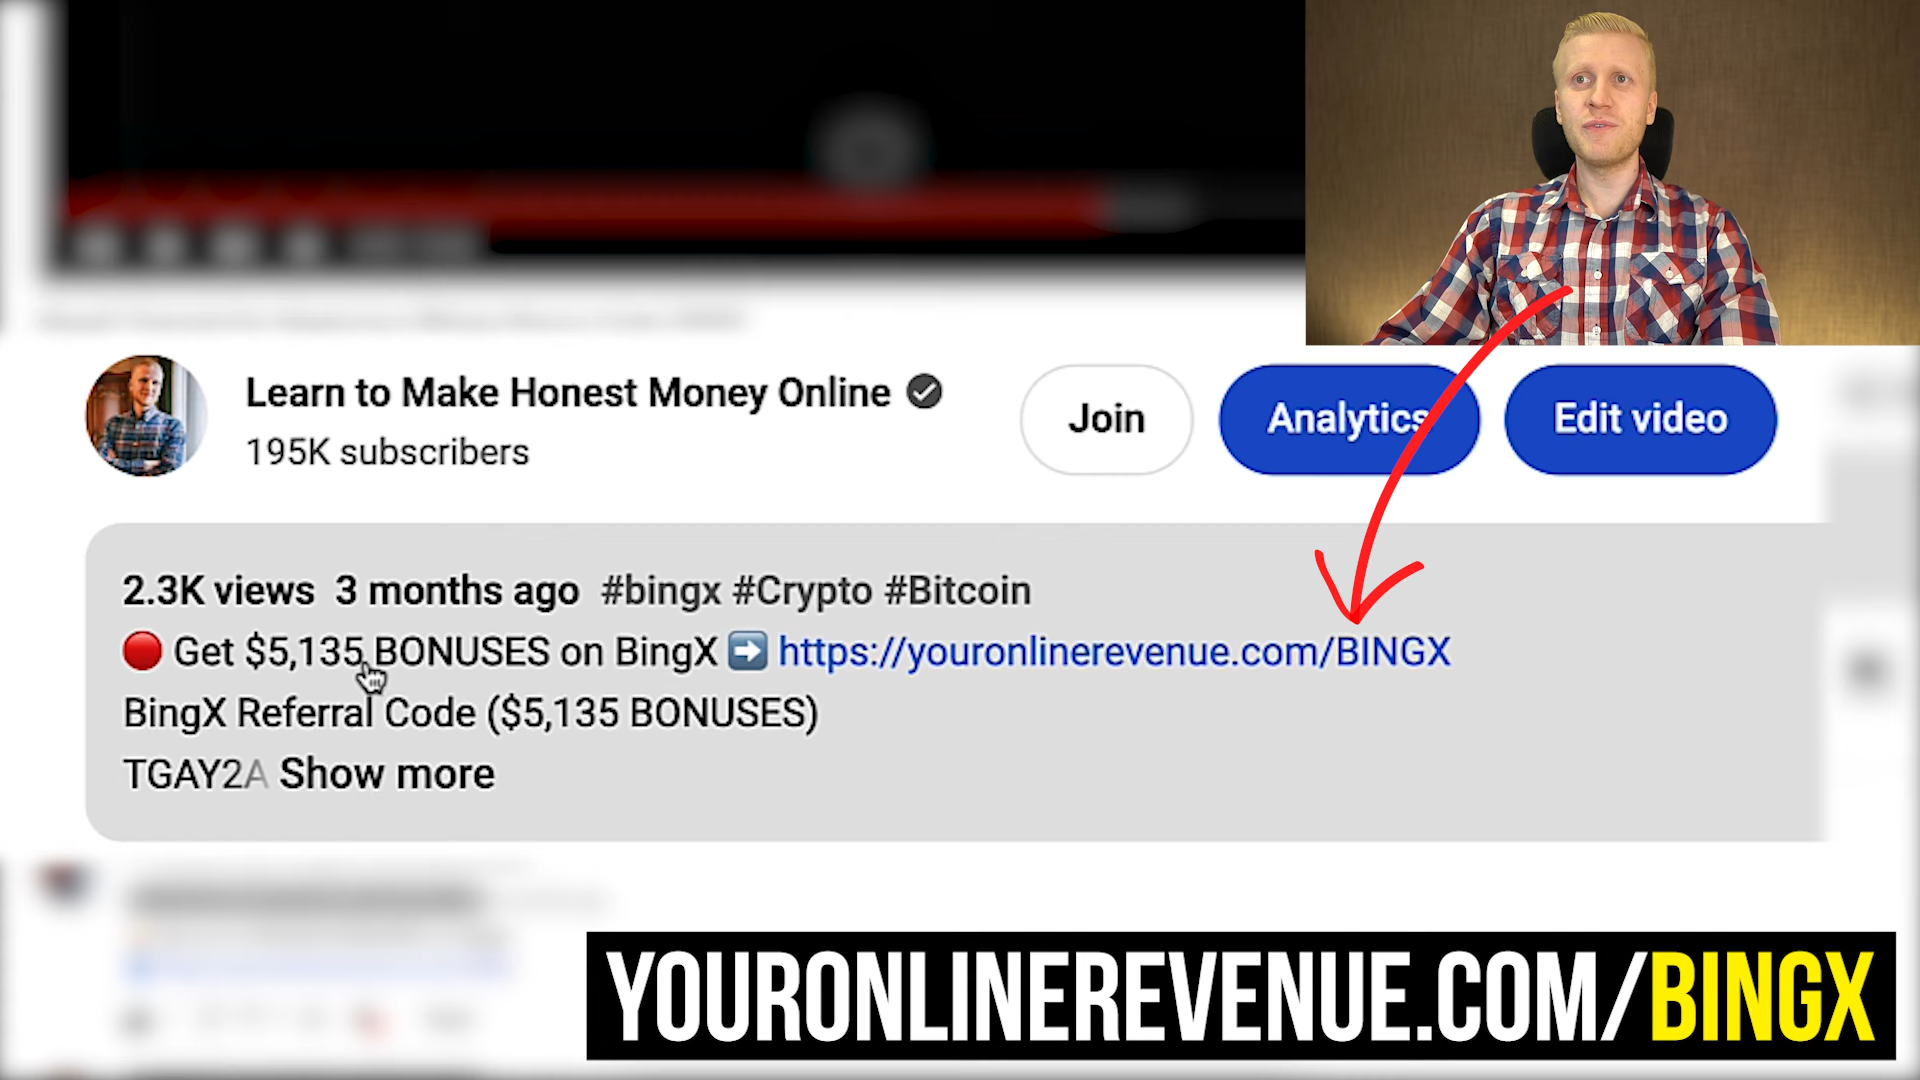 Learn to Make Honest Money Online
195K subscribers
Join
Analytics
Edit video
2.3K views 3 months ago #bingx #Crypto #Bitcoin
🔴 Get $5,135 BONUSES on BingX ➡️ https://youronlinerevenue.com/BINGX
BingX Referral Code ($5,135 BONUSES)
TGAY2A Show more
YOURONLINEREVENUE.COM/BINGX